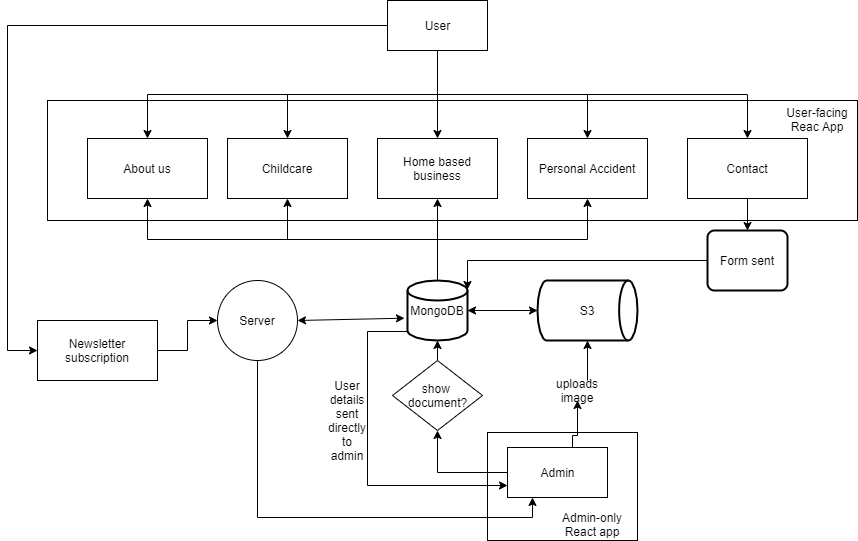 User
User-facing
Reac App
About us
Childcare
Home based
business
Personal Accident
Contact
Form sent
Server
MongoDB
S3
Newsletter
subscription
User
details
sent
directly
to
admin
show
document?
uploads
image
Admin
Admin-only
React app